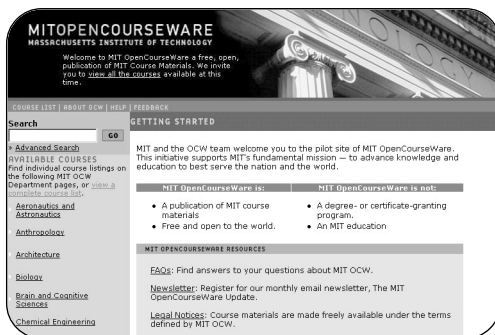 MITOPENCOURSEWARE
MASSACHUSETTS INSTITUTE OF TECHNOLOGY
Welcome to MIT OpenCourseWare a free, open,
publication of MIT Course Materials. We invite
you to view all the courses available at this
time.
COURSE LIST | ABOUT OCW | HELP | FEEDBACK
Search
GO
» Advanced Search
AVAILABLE COURSES
Find individual course listings on
the following MIT OCW
Department pages, or view a
complete course list.
Aeronautics and
Astronautics
Anthropology
Architecture
Biology
Brain and Cognitive
Sciences
Chemical Engineering
GETTING STARTED
MIT and the OCW team welcome you to the pilot site of MIT OpenCourseWare.
This initiative supports MIT's fundamental mission — to advance knowledge and
education to best serve the nation and the world.
MIT OpenCourseWare is:
• A publication of MIT course
materials
• Free and open to the world.
MIT OpenCourseWare is not:
• A degree- or certificate-granting
program.
• An MIT education
MIT OPENCOURSEWARE RESOURCES
FAQs: Find answers to your questions about MIT OCW.
Newsletter: Register for our monthly email newsletter, The MIT
OpenCourseWare Update.
Legal Notices: Course materials are made freely available under the terms
defined by MIT OCW.